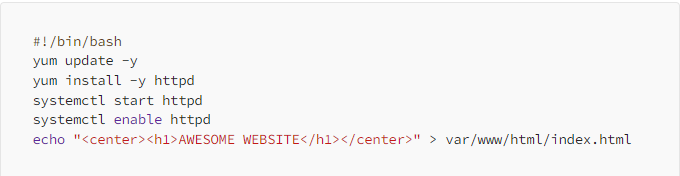 #!/bin/bash
yum update -y
yum install -y httpd
systemctl start httpd
systemctl enable httpd
echo "<center><h1>AWESOME WEBSITE</h1></center>" > var/www/html/index.html